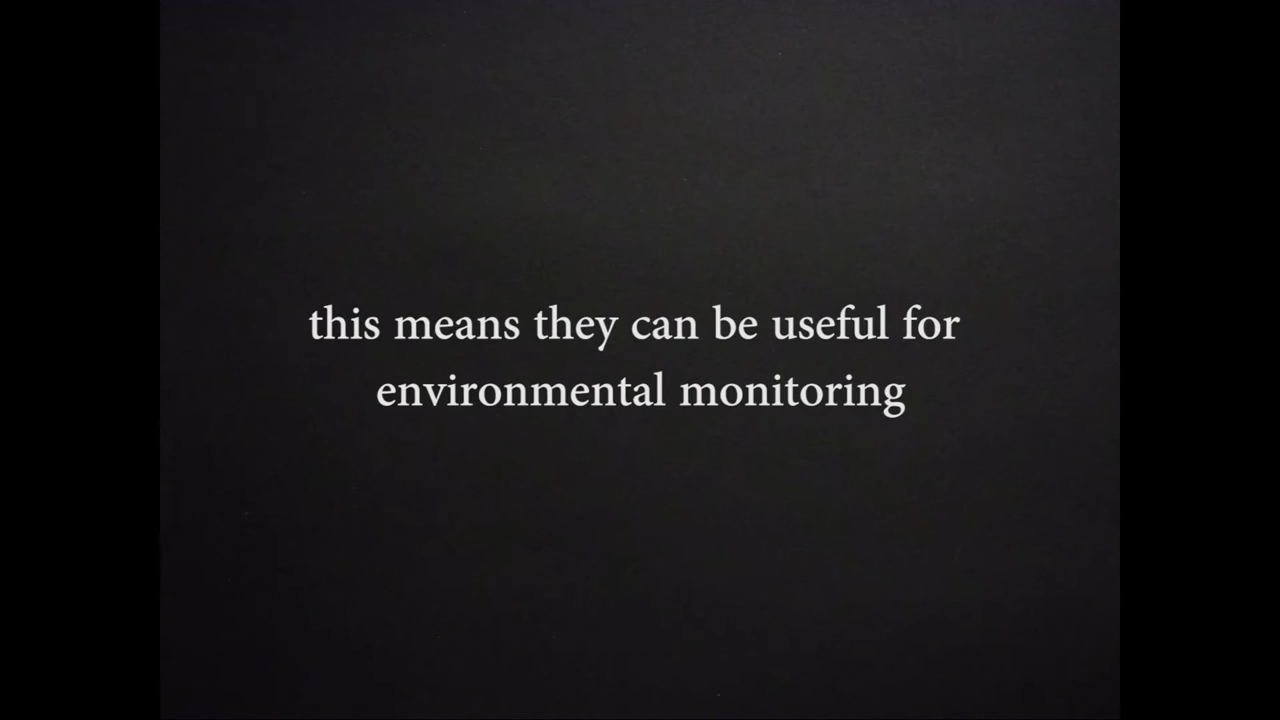 this means they can be useful for
environmental monitoring